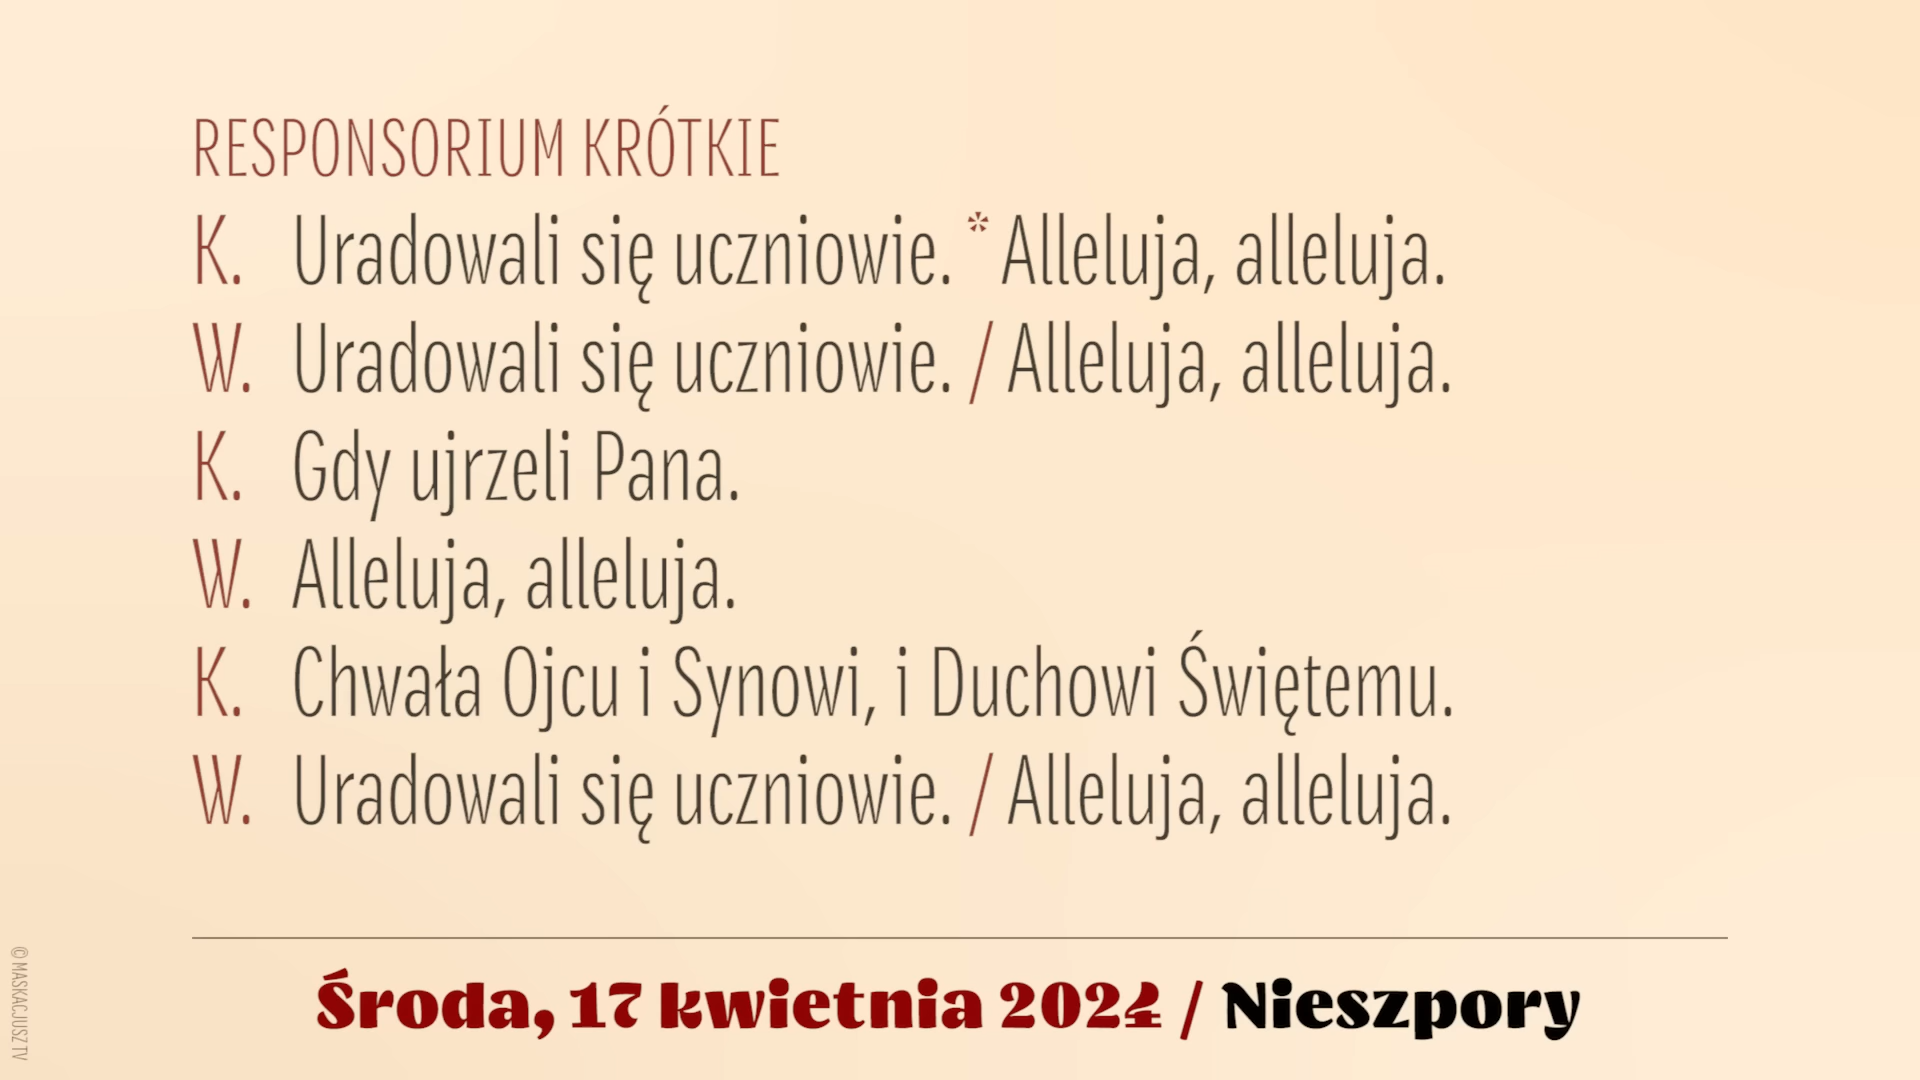 RESPONSORIUM KRÓTKIE
K. Uradowali się uczniowie. * Alleluja, alleluja.
W. Uradowali się uczniowie. / Alleluja, alleluja.
K. Gdy ujrzeli Pana.
W. Alleluja, alleluja.
K. Chwała Ojcu i Synowi, i Duchowi Świętemu.
W. Uradowali się uczniowie. / Alleluja, alleluja.
Środa, 17 kwietnia 2024 / Nieszpory
© MASKACJUSZ TV